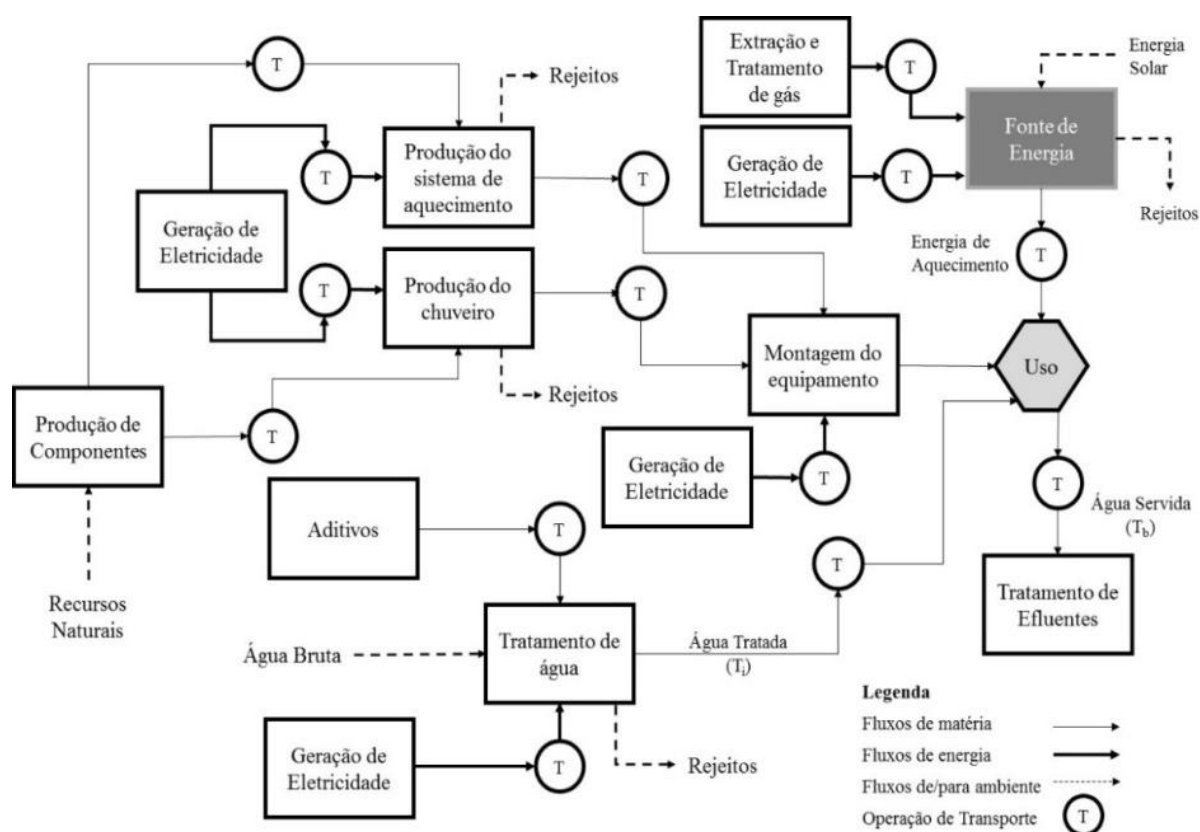 T
Rejeitos
Extração e
Tratamento
de gás
T
Energia
Solar
Fonte de
Energia
Produção do
sistema de
aquecimento
T
T
Geração de
Eletricidade
T
Rejeitos
Geração de
Eletricidade
T
Produção do
chuveiro
T
Energia de
Aquecimento
T
Rejeitos
Montagem do
equipamento
Uso
Produção de
Componentes
T
Geração de
Eletricidade
T
T
Água Servida
(Tb)
Aditivos
T
T
Tratamento de
Efluentes
Recursos
Naturais
Água Bruta
Tratamento de
água
Água Tratada
(Ti)
Geração de
Eletricidade
T
Rejeitos
Legenda
Fluxos de matéria
Fluxos de energia
Fluxos de/para ambiente
Operação de Transporte
T